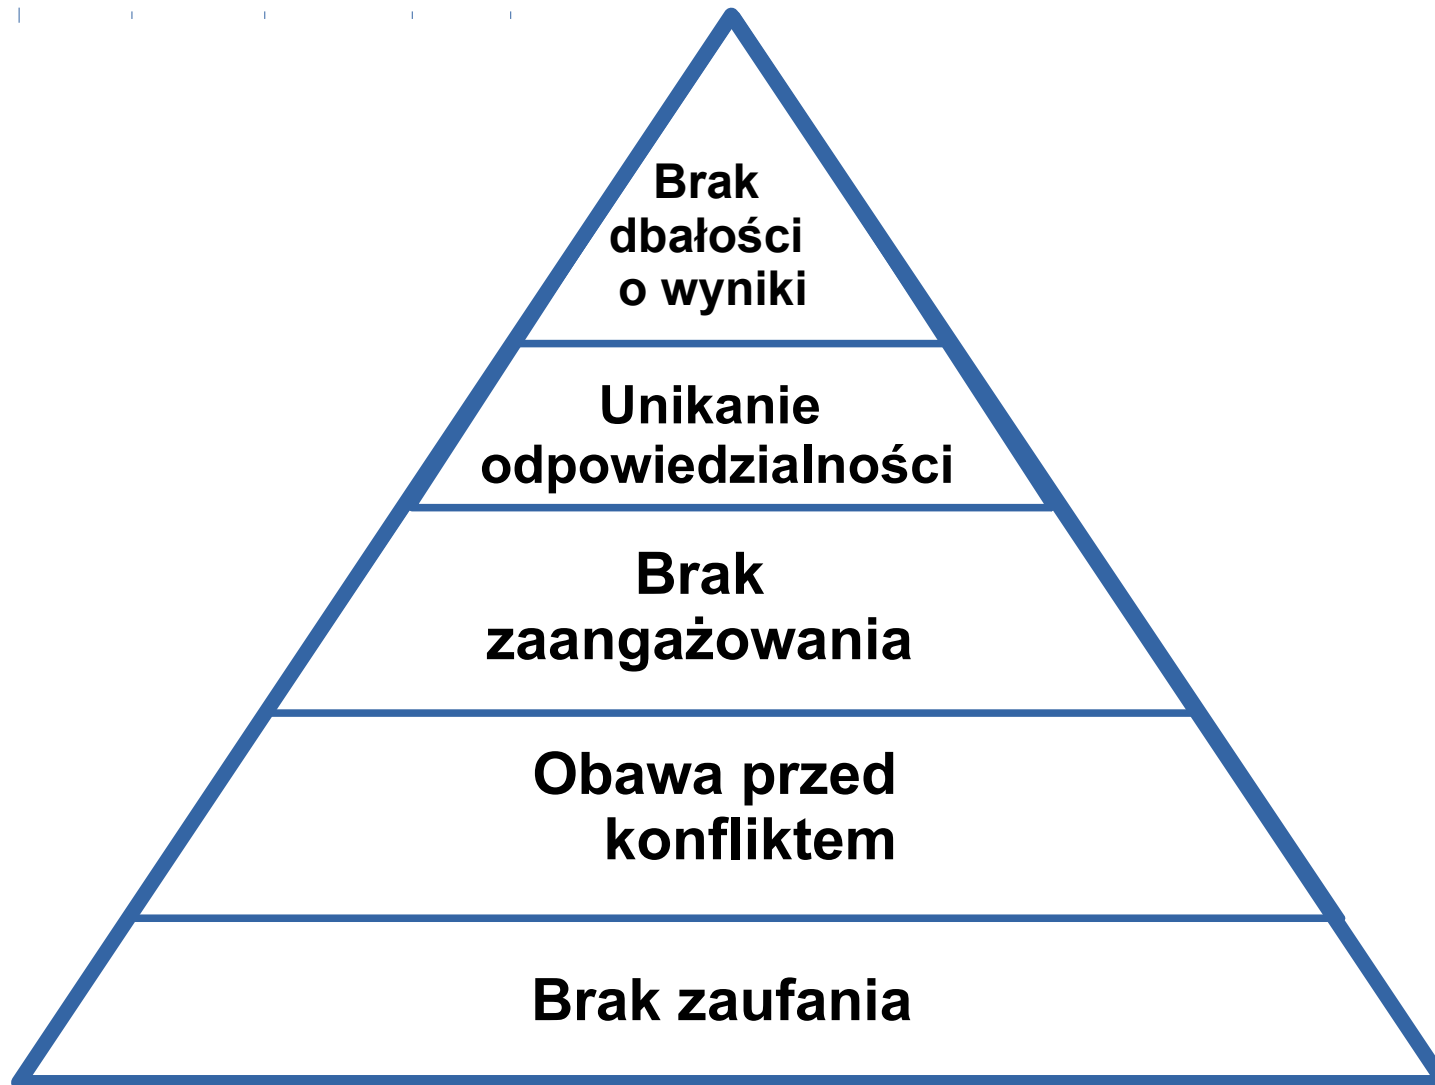 Brak
dbałości
o wyniki
Unikanie
odpowiedzialności
Brak
zaangażowania
Obawa przed
konfliktem
Brak zaufania